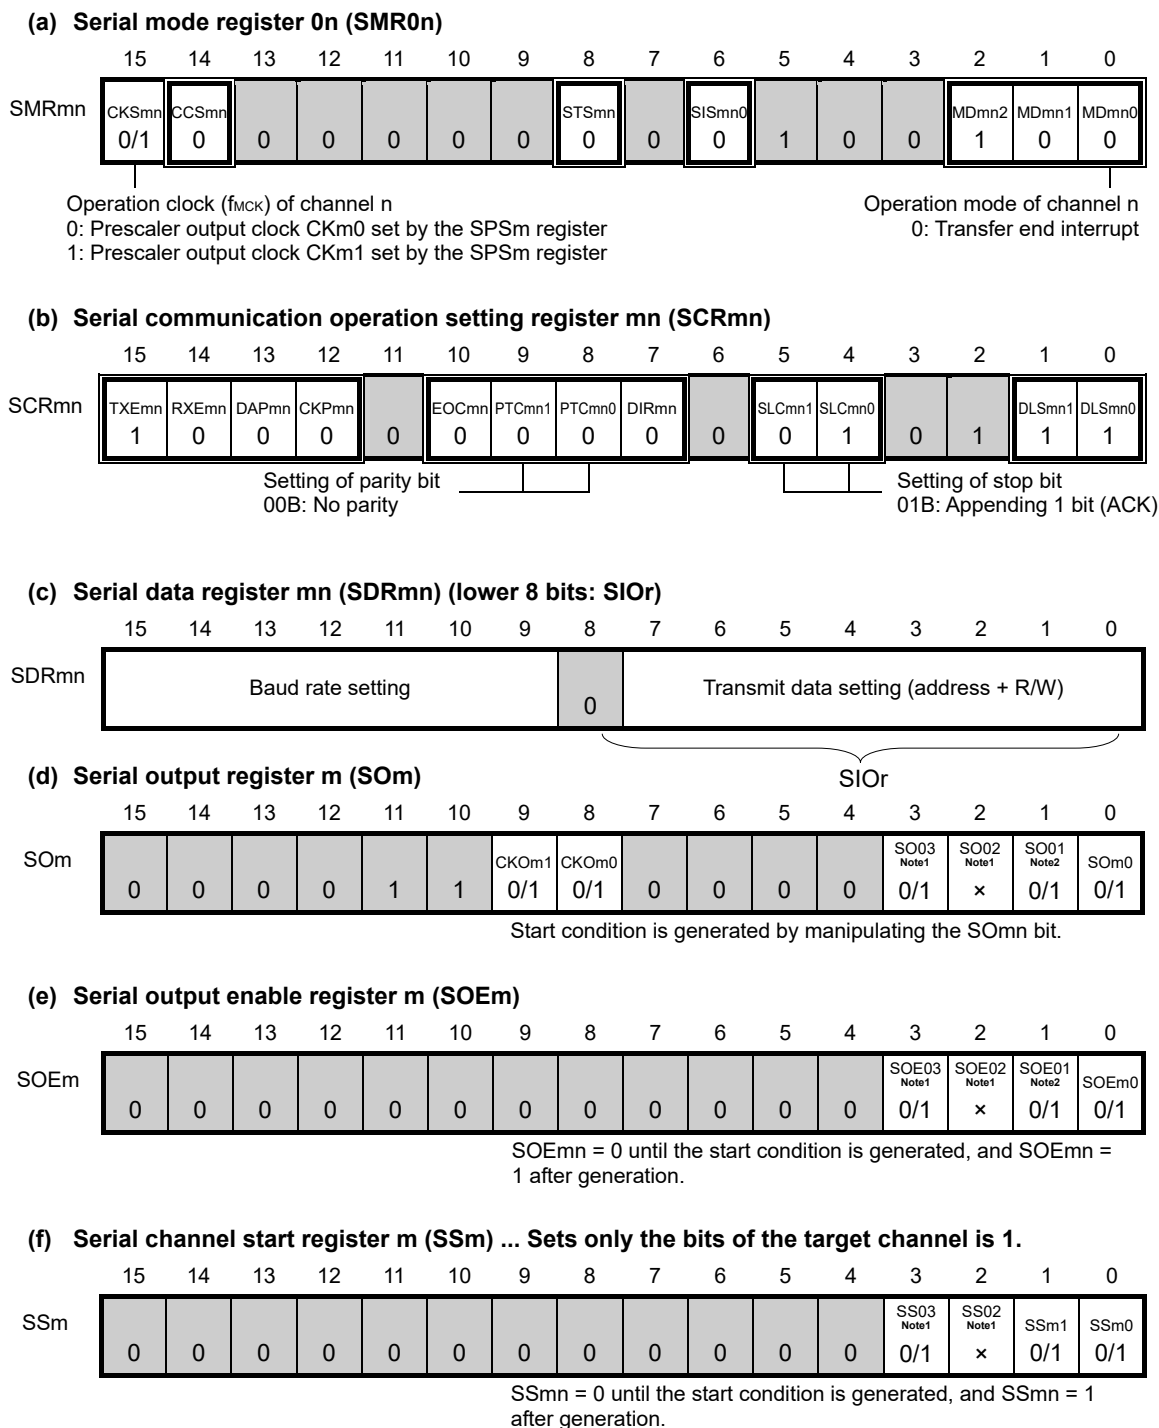 (a) Serial mode register 0n (SMR0n)
15 14 13 12 11 10 9 8 7 6 5 4 3 2 1 0
SMRmn
CKSmn CCSmn STSmn SISmn0 MDmn2 MDmn1 MDmn0
0/1 0 0 0 0 0 0 0 0 0 1 0 0 1 0 0
Operation clock (fMCK) of channel n
0: Prescaler output clock CKm0 set by the SPSm register
1: Prescaler output clock CKm1 set by the SPSm register
Operation mode of channel n
0: Transfer end interrupt
(b) Serial communication operation setting register mn (SCRmn)
15 14 13 12 11 10 9 8 7 6 5 4 3 2 1 0
SCRmn
TXEmn RXEmn DAPmn CKPmn EOCmn PTCmn1 PTCmn0 DIRmn SLCmn1 SLCmn0 DLSmn1 DLSmn0
1 0 0 0 0 0 0 0 0 0 0 1 0 1 1 1
Setting of parity bit
00B: No parity
Setting of stop bit
01B: Appending 1 bit (ACK)
(c) Serial data register mn (SDRmn) (lower 8 bits: SIOr)
15 14 13 12 11 10 9 8 7 6 5 4 3 2 1 0
SDRmn
Baud rate setting
0
Transmit data setting (address + R/W)
SIOr
(d) Serial output register m (SOm)
15 14 13 12 11 10 9 8 7 6 5 4 3 2 1 0
SOm
CKOm1 CKOm0 SO03 SO02 SO01 SOm0
Note1 Note1 Note2
0 0 0 0 1 1 0/1 0/1 0 0 0 0 0/1 × 0/1 0/1
Start condition is generated by manipulating the SOmn bit.
(e) Serial output enable register m (SOEm)
15 14 13 12 11 10 9 8 7 6 5 4 3 2 1 0
SOEm
SOE03 SOE02 SOE01 SOEm0
Note1 Note1 Note2
0 0 0 0 0 0 0 0 0 0 0 0 0/1 × 0/1 0/1
SOEmn = 0 until the start condition is generated, and SOEmn =
1 after generation.
(f) Serial channel start register m (SSm) ... Sets only the bits of the target channel is 1.
15 14 13 12 11 10 9 8 7 6 5 4 3 2 1 0
SSm
SS03 SS02 SSm1 SSm0
Note1 Note1
0 0 0 0 0 0 0 0 0 0 0 0 0/1 × 0/1 0/1
SSmn = 0 until the start condition is generated, and SSmn = 1
after generation.